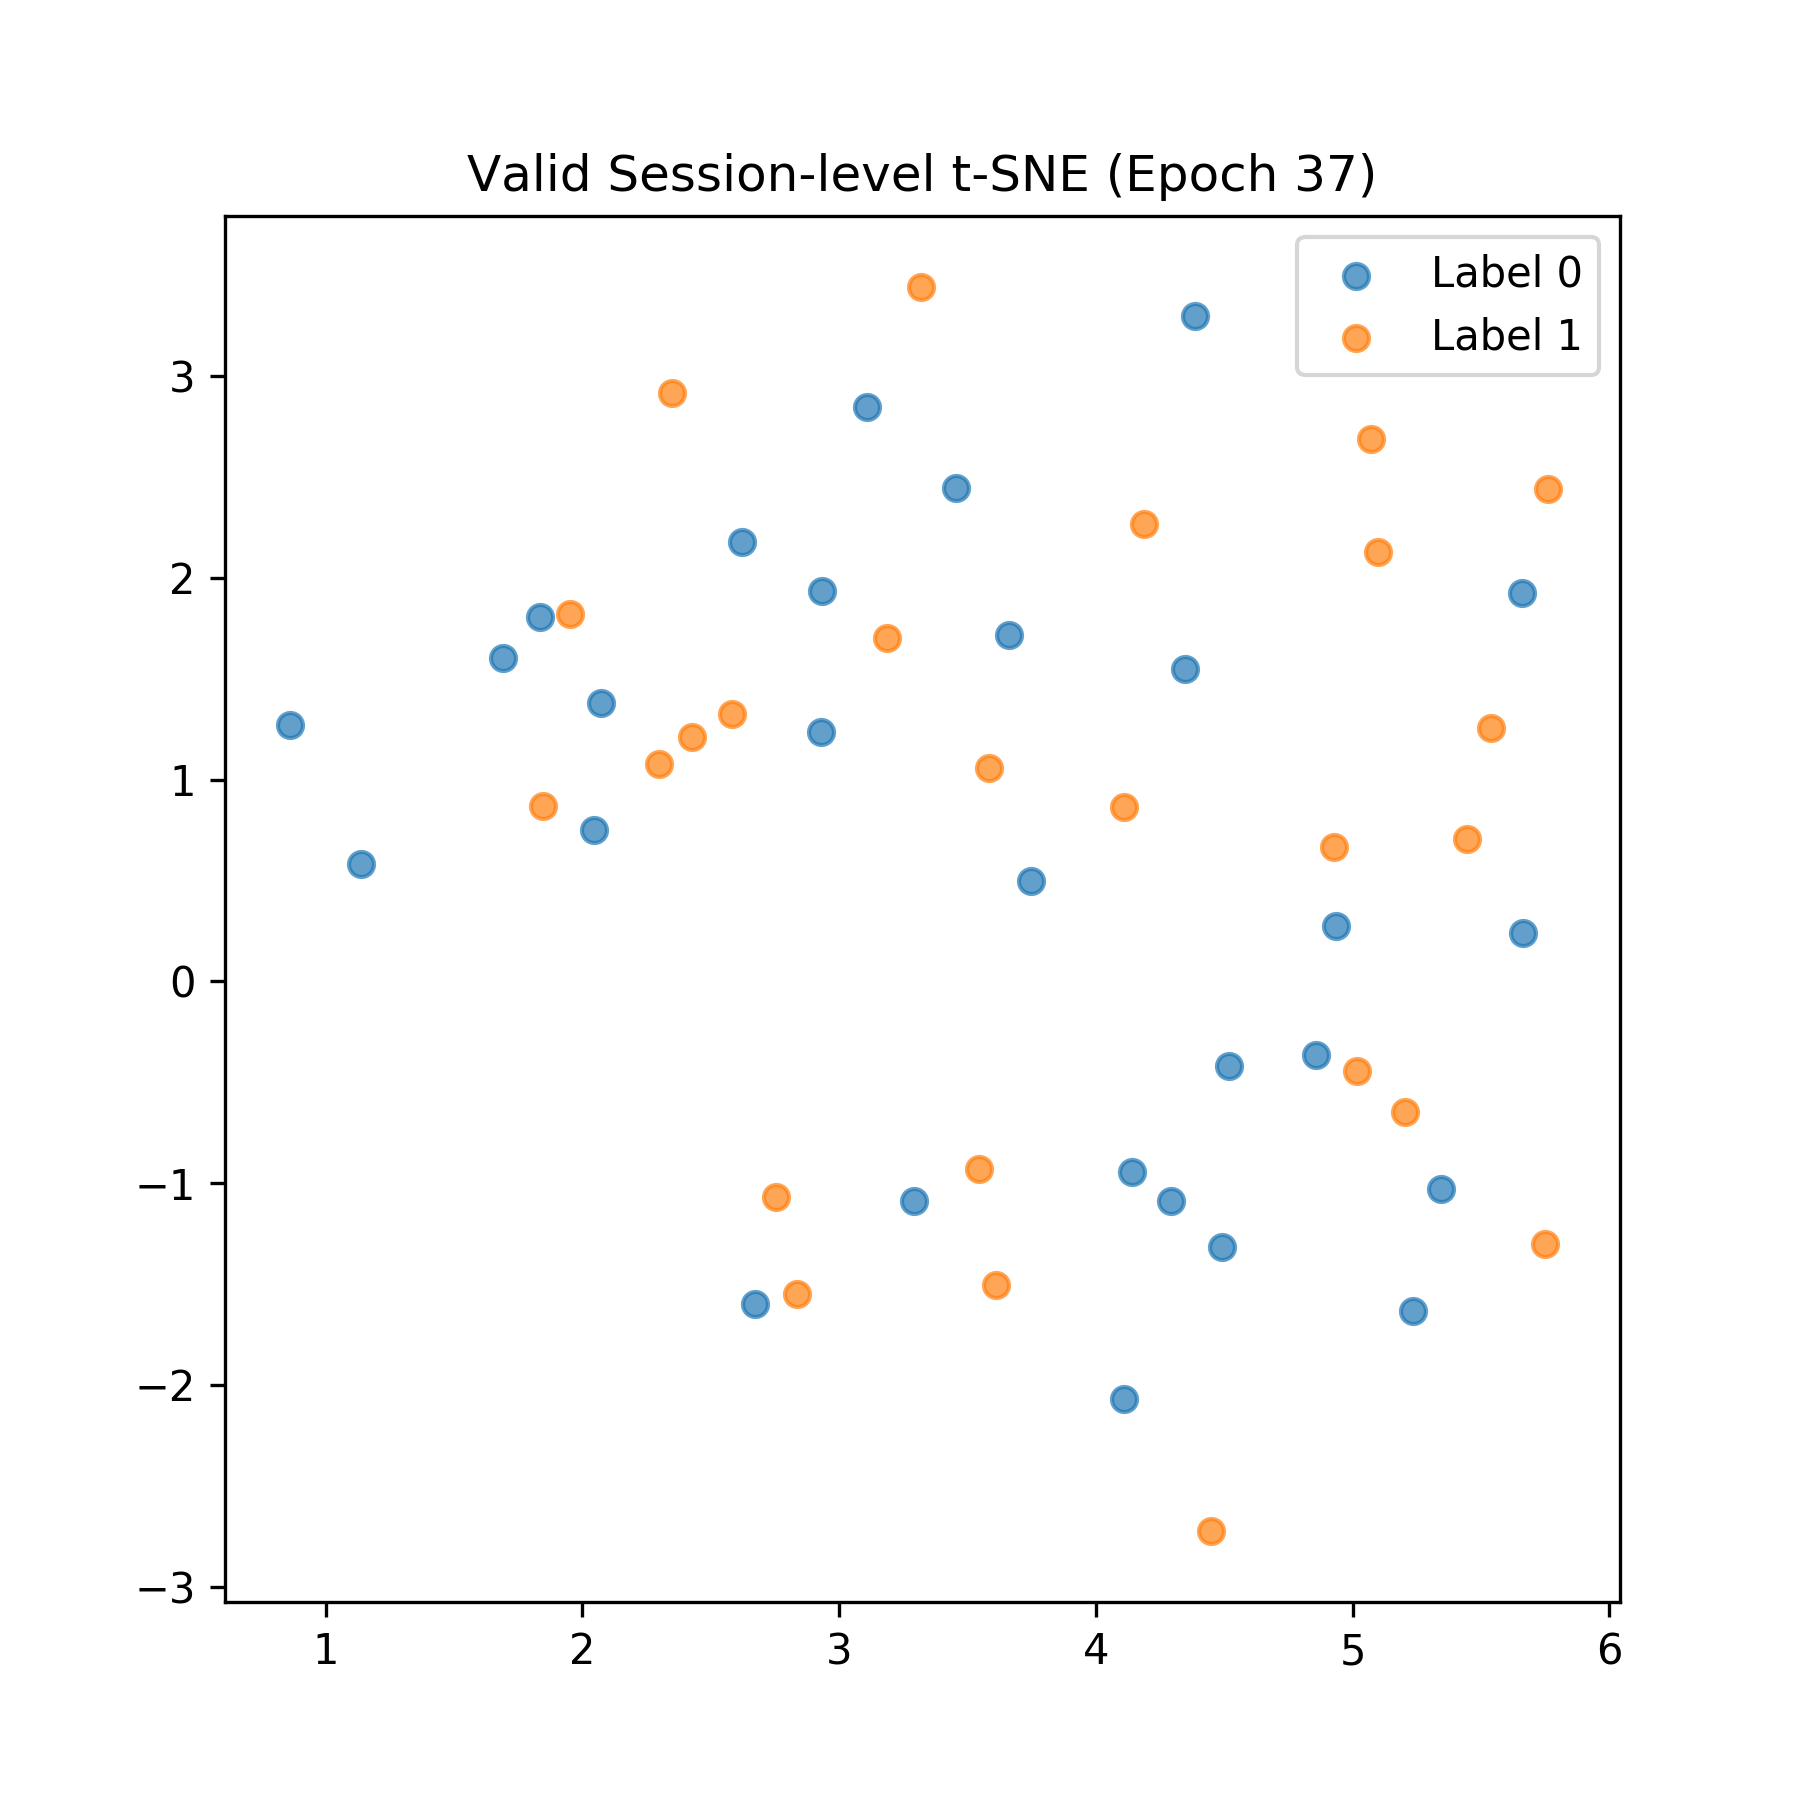 Valid Session-level t-SNE (Epoch 37)
Label 0
Label 1
3
2
1
0
−1
−2
−3
1 2 3 4 5 6